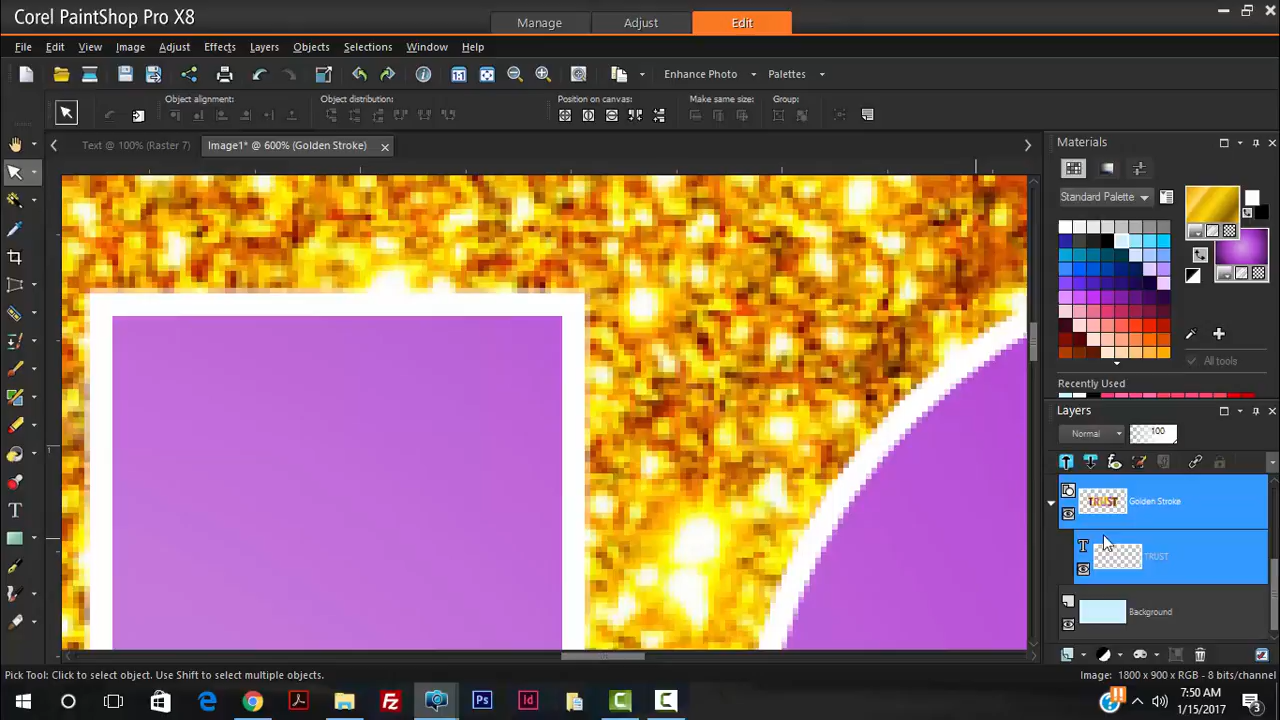 Corel PaintShop Pro X8
Manage
Adjust
Edit
File
Edit
View
Image
Adjust
Effects
Layers
Objects
Selections
Window
Help
Enhance Photo
Palettes
Object alignment:
Object distribution:
Position on canvas:
Make same size:
Group:
Text @ 100% (Raster 7)
Image1* @ 600% (Golden Stroke)
Materials
Standard Palette
All tools
Recently Used
Layers
Normal
100
TRUST
Golden Stroke
TRUST
Background
Pick Tool: Click to select object. Use Shift to select multiple objects.
Image: 1800 x 900 x RGB - 8 bits/channel
7:50 AM
1/15/2017